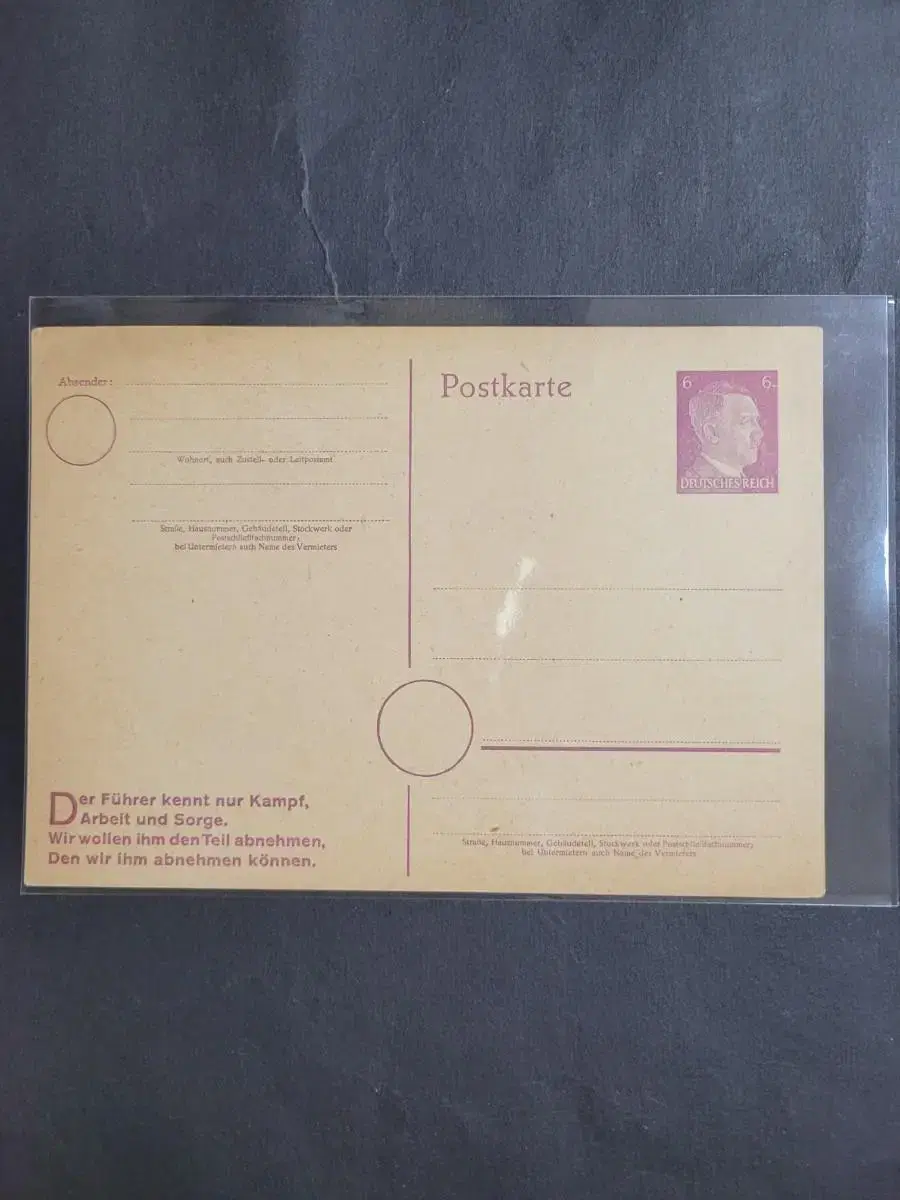 Absender:
Wohnort, auch Zustell- oder Leitpostamt
Straße, Hausnummer, Gebäudeteil, Stockwerk oder
Postschließfachnummer;
bei Untermietern auch Name des Vermieters
Der Führer kennt nur Kampf,
Arbeit und Sorge.
Wir wollen ihm den Teil abnehmen,
Den wir ihm abnehmen können.
Postkarte
6 6
DEUTSCHES REICH
Straße, Hausnummer, Gebäudeteil, Stockwerk oder Postschließfachnummer;
bei Untermietern auch Name des Vermieters